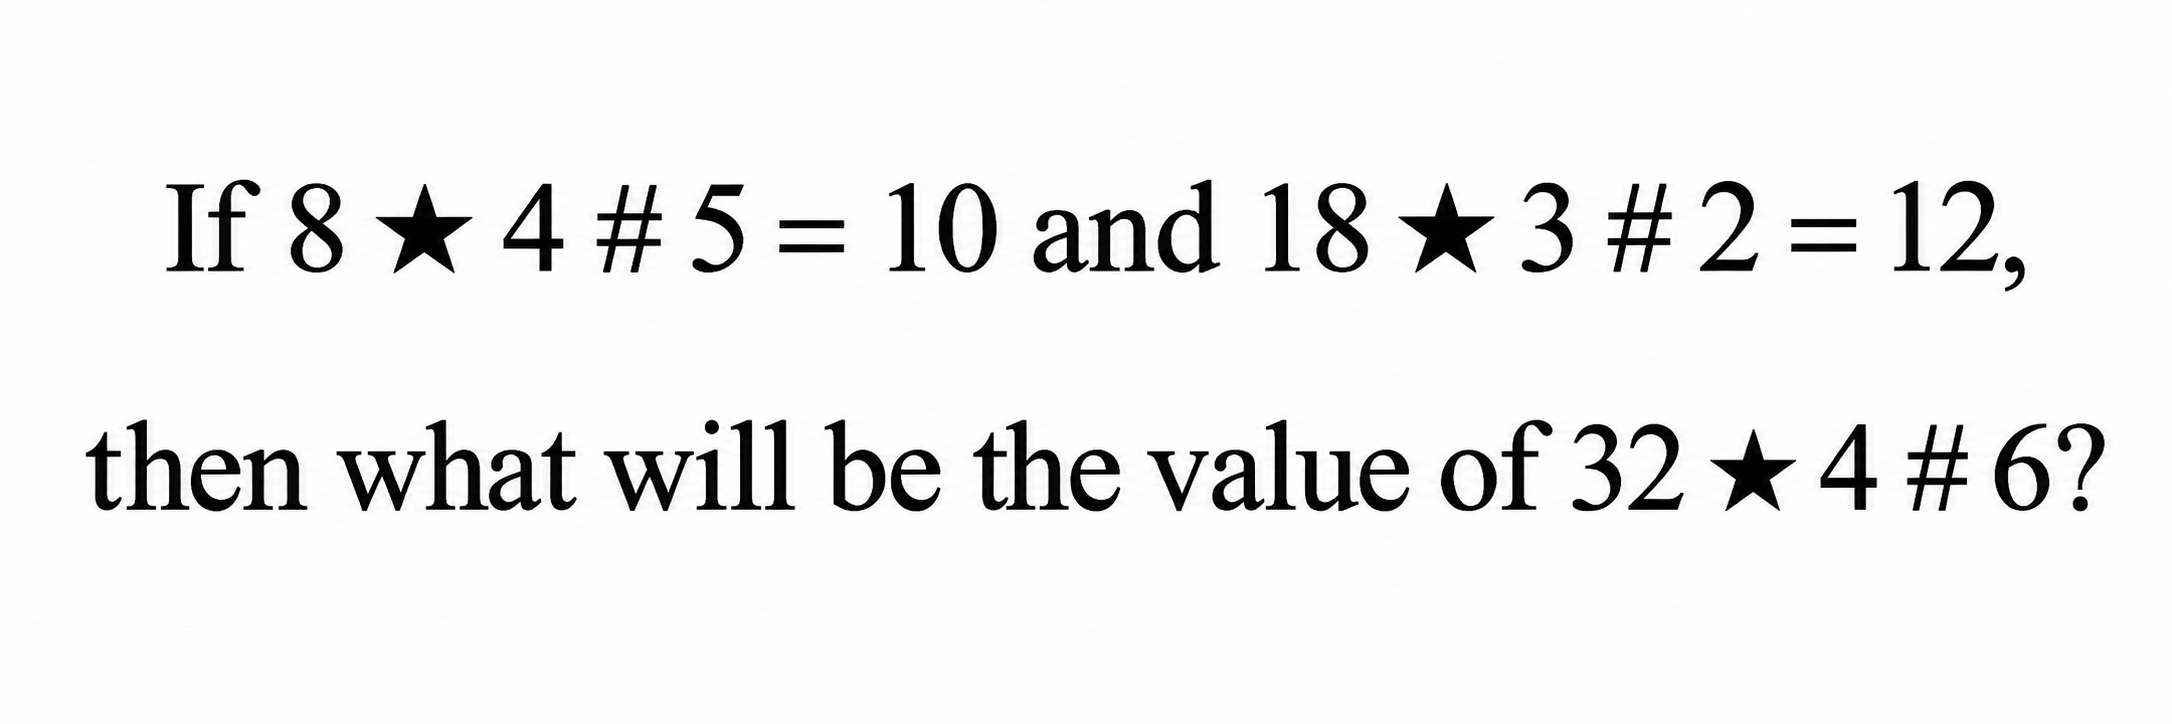 If 8 ★ 4 # 5 = 10 and 18 ★ 3 # 2 = 12,
then what will be the value of 32 ★ 4 # 6?